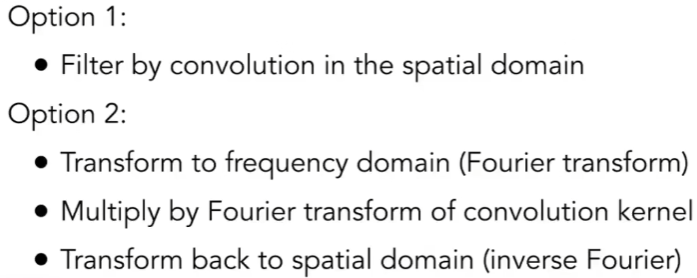 Option 1:
• Filter by convolution in the spatial domain
Option 2:
• Transform to frequency domain (Fourier transform)
• Multiply by Fourier transform of convolution kernel
• Transform back to spatial domain (inverse Fourier)